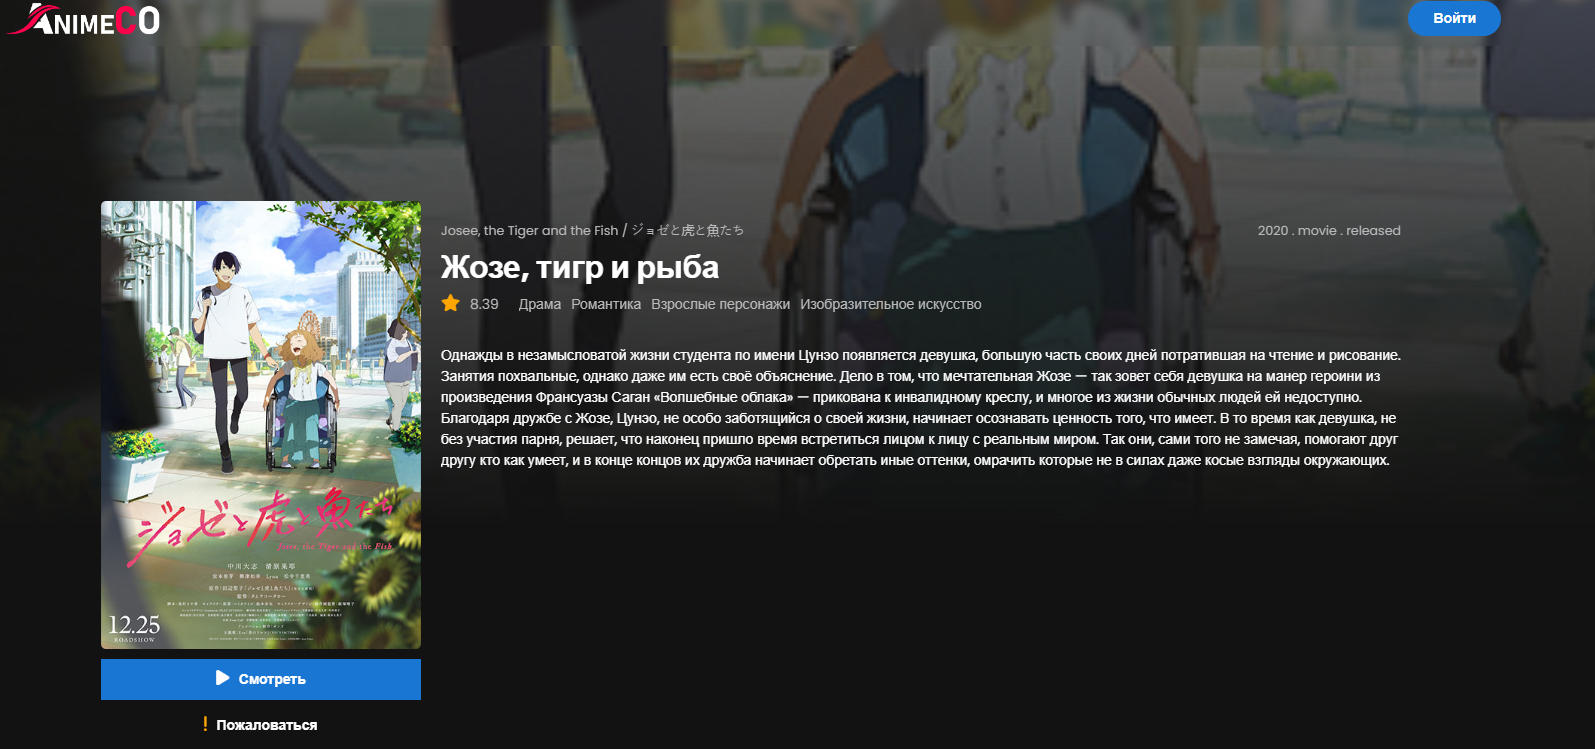 ANIMECO
Войти
Josee, the Tiger and the Fish / ジョゼと虎と魚たち
2020 . movie . released
Жозе, тигр и рыба
8.39 Драма Романтика Взрослые персонажи Изобразительное искусство
Однажды в незамысловатой жизни студента по имени Цунэо появляется девушка, большую часть своих дней потратившая на чтение и рисование.
Занятия похвальные, однако даже им есть своё объяснение. Дело в том, что мечтательная Жозе — так зовет себя девушка на манер героини из
произведения Франсуазы Саган «Волшебные облака» — прикована к инвалидному креслу, и многое из жизни обычных людей ей недоступно.
Благодаря дружбе с Жозе, Цунэо, не особо заботящийся о своей жизни, начинает осознавать ценность того, что имеет. В то время как девушка, не
без участия парня, решает, что наконец пришло время встретиться лицом к лицу с реальным миром. Так они, сами того не замечая, помогают друг
другу кто как умеет, и в конце концов их дружба начинает обретать иные оттенки, омрачить которые не в силах даже косые взгляды окружающих.
ジョゼと虎と魚たち
Josee, the Tiger and the Fish
中川大志 清原果耶
12.25
ROADSHOW
Смотреть
Пожаловаться